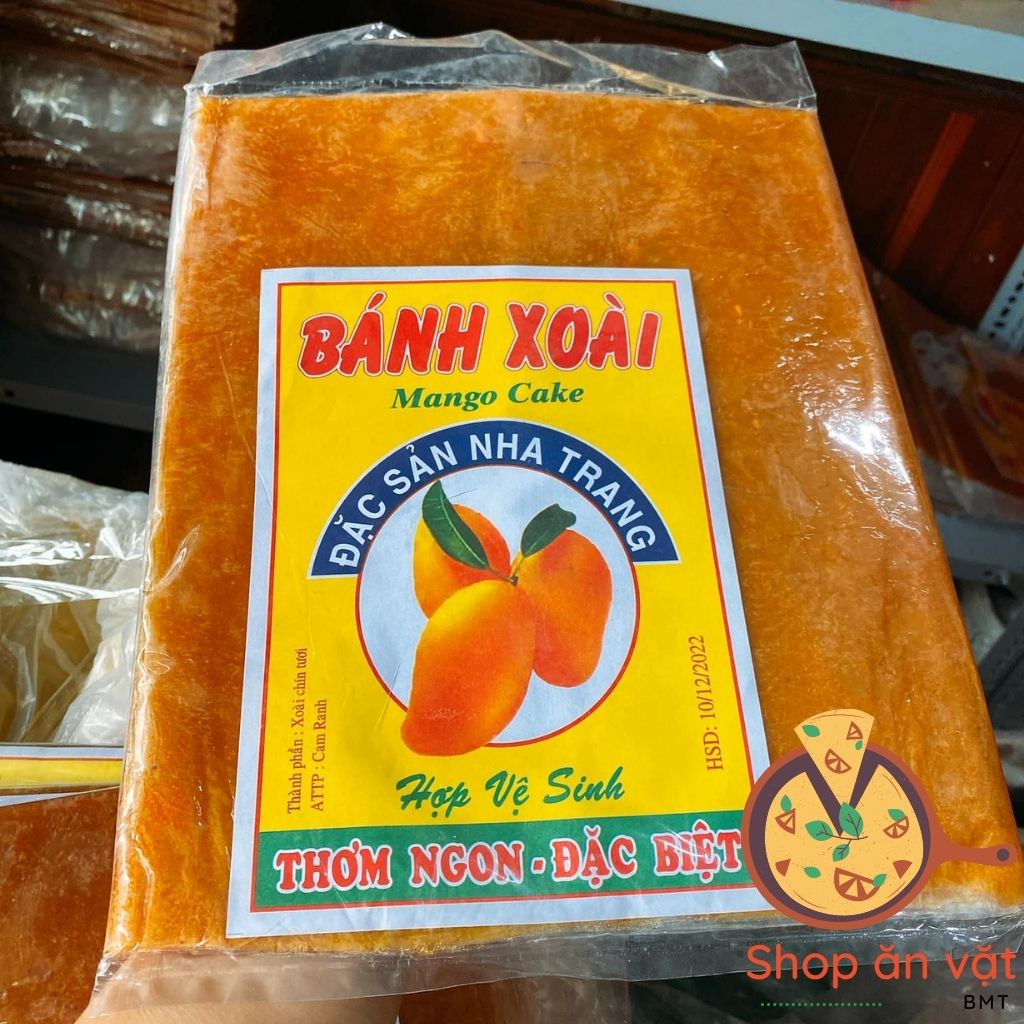 BÁNH XOÀI
Mango Cake
ĐẶC SẢN NHA TRANG
Thành phần : Xoài chín tươi
ATTP : Cam Ranh
HSD: 10/12/2022
Hợp Vệ Sinh
THƠM NGON - ĐẶC BIỆT
Shop ăn vặt
BMT